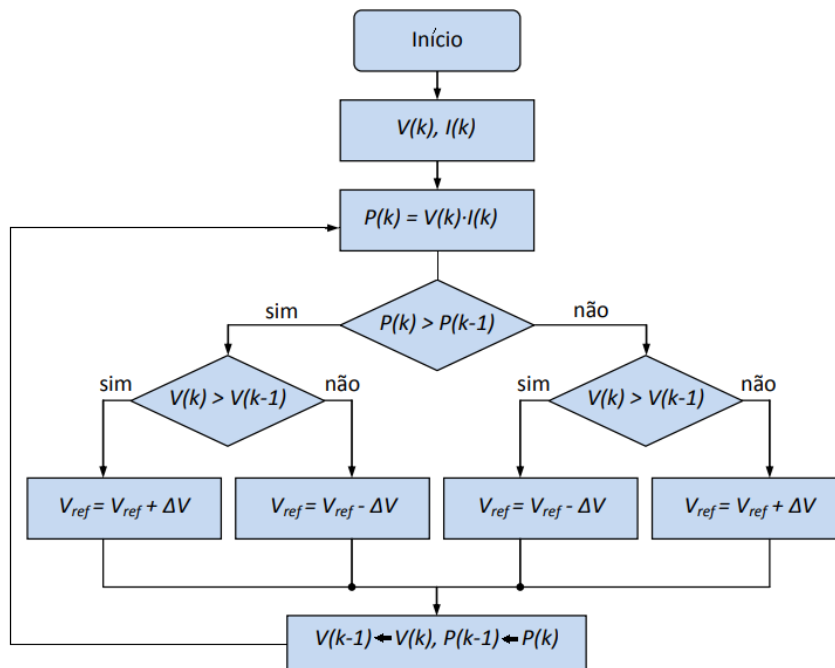 Início
V(k), I(k)
P(k) = V(k)·I(k)
sim
P(k) > P(k-1)
não
sim
V(k) > V(k-1)
não
sim
V(k) > V(k-1)
não
Vref = Vref + ΔV
Vref = Vref - ΔV
Vref = Vref - ΔV
Vref = Vref + ΔV
V(k-1)←V(k), P(k-1)←P(k)